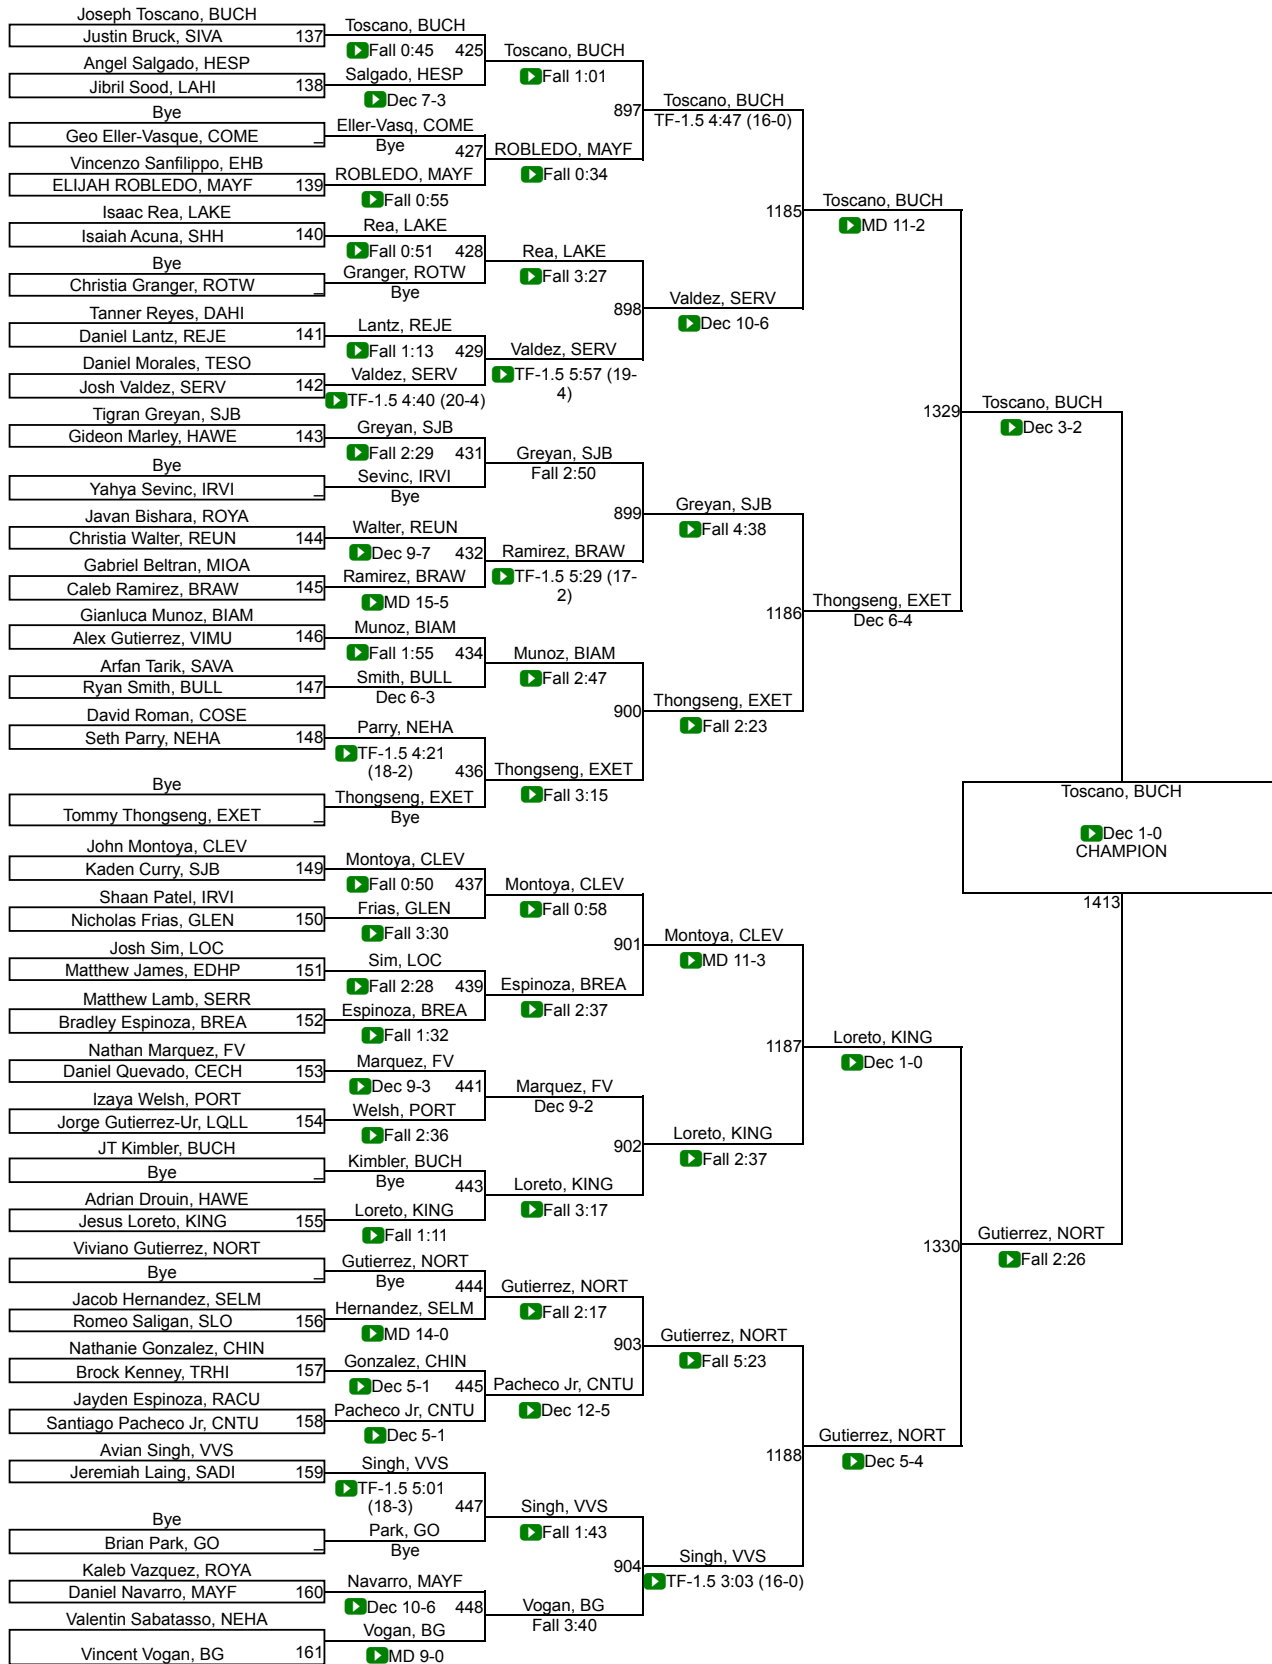 Joseph Toscano, BUCH
Justin Bruck, SIVA 137
Angel Salgado, HESP
Jibril Sood, LAHI 138
Bye
Geo Eller-Vasque, COME _
Vincenzo Sanfilippo, EHB
ELIJAH ROBLEDO, MAYF 139
Isaac Rea, LAKE
Isaiah Acuna, SHH 140
Bye
Christia Granger, ROTW _
Tanner Reyes, DAHI
Daniel Lantz, REJE 141
Daniel Morales, TESO
Josh Valdez, SERV 142
Tigran Greyan, SJB
Gideon Marley, HAWE 143
Bye
Yahya Sevinc, IRVI _
Javan Bishara, ROYA
Christia Walter, REUN 144
Gabriel Beltran, MIOA
Caleb Ramirez, BRAW 145
Gianluca Munoz, BIAM
Alex Gutierrez, VIMU 146
Arfan Tarik, SAVA
Ryan Smith, BULL 147
David Roman, COSE
Seth Parry, NEHA 148
Bye
Tommy Thongseng, EXET _
John Montoya, CLEV
Kaden Curry, SJB 149
Shaan Patel, IRVI
Nicholas Frias, GLEN 150
Josh Sim, LOC
Matthew James, EDHP 151
Matthew Lamb, SERR
Bradley Espinoza, BREA 152
Nathan Marquez, FV
Daniel Quevado, CECH 153
Izaya Welsh, PORT
Jorge Gutierrez-Ur, LQLL 154
JT Kimbler, BUCH
Bye _
Adrian Drouin, HAWE
Jesus Loreto, KING 155
Viviano Gutierrez, NORT
Bye _
Jacob Hernandez, SELM
Romeo Saligan, SLO 156
Nathanie Gonzalez, CHIN
Brock Kenney, TRHI 157
Jayden Espinoza, RACU
Santiago Pacheco Jr, CNTU 158
Avian Singh, VVS
Jeremiah Laing, SADI 159
Bye
Brian Park, GO _
Kaleb Vazquez, ROYA
Daniel Navarro, MAYF 160
Valentin Sabatasso, NEHA
Vincent Vogan, BG 161
Toscano, BUCH
Fall 0:45 425
Salgado, HESP
Dec 7-3
Eller-Vasq, COME
Bye 427
ROBLEDO, MAYF
Fall 0:55
Rea, LAKE
Fall 0:51 428
Granger, ROTW
Bye
Lantz, REJE
Fall 1:13 429
Valdez, SERV
TF-1.5 4:40 (20-4)
Greyan, SJB
Fall 2:29 431
Sevinc, IRVI
Bye
Walter, REUN
Dec 9-7 432
Ramirez, BRAW
MD 15-5
Munoz, BIAM
Fall 1:55 434
Smith, BULL
Dec 6-3
Parry, NEHA
TF-1.5 4:21
(18-2) 436
Thongseng, EXET
Bye
Montoya, CLEV
Fall 0:50 437
Frias, GLEN
Fall 3:30
Sim, LOC
Fall 2:28 439
Espinoza, BREA
Fall 1:32
Marquez, FV
Dec 9-3 441
Welsh, PORT
Fall 2:36
Kimbler, BUCH
Bye 443
Loreto, KING
Fall 1:11
Gutierrez, NORT
Bye 444
Hernandez, SELM
MD 14-0
Gonzalez, CHIN
Dec 5-1 445
Pacheco Jr, CNTU
Dec 5-1
Singh, VVS
TF-1.5 5:01
(18-3) 447
Park, GO
Bye
Navarro, MAYF
Dec 10-6 448
Vogan, BG
MD 9-0
Toscano, BUCH
Fall 1:01
897
ROBLEDO, MAYF
Fall 0:34
Rea, LAKE
Fall 3:27
898
Valdez, SERV
TF-1.5 5:57 (19-
4)
Greyan, SJB
Fall 2:50
899
Ramirez, BRAW
TF-1.5 5:29 (17-
2)
Munoz, BIAM
Fall 2:47
900
Thongseng, EXET
Fall 3:15
Montoya, CLEV
Fall 0:58
901
Espinoza, BREA
Fall 2:37
Marquez, FV
Dec 9-2
902
Loreto, KING
Fall 3:17
Gutierrez, NORT
Fall 2:17
903
Pacheco Jr, CNTU
Dec 12-5
Singh, VVS
Fall 1:43
904
Vogan, BG
Fall 3:40
Toscano, BUCH
TF-1.5 4:47 (16-0)
1185
Valdez, SERV
Dec 10-6
Greyan, SJB
Fall 4:38
1186
Thongseng, EXET
Fall 2:23
Montoya, CLEV
MD 11-3
1187
Loreto, KING
Fall 2:37
Gutierrez, NORT
Fall 5:23
1188
Singh, VVS
TF-1.5 3:03 (16-0)
Toscano, BUCH
MD 11-2
1329
Thongseng, EXET
Dec 6-4
Loreto, KING
Dec 1-0
1330
Gutierrez, NORT
Dec 5-4
Toscano, BUCH
Dec 3-2
Toscano, BUCH
Dec 1-0
CHAMPION
1413
Gutierrez, NORT
Fall 2:26